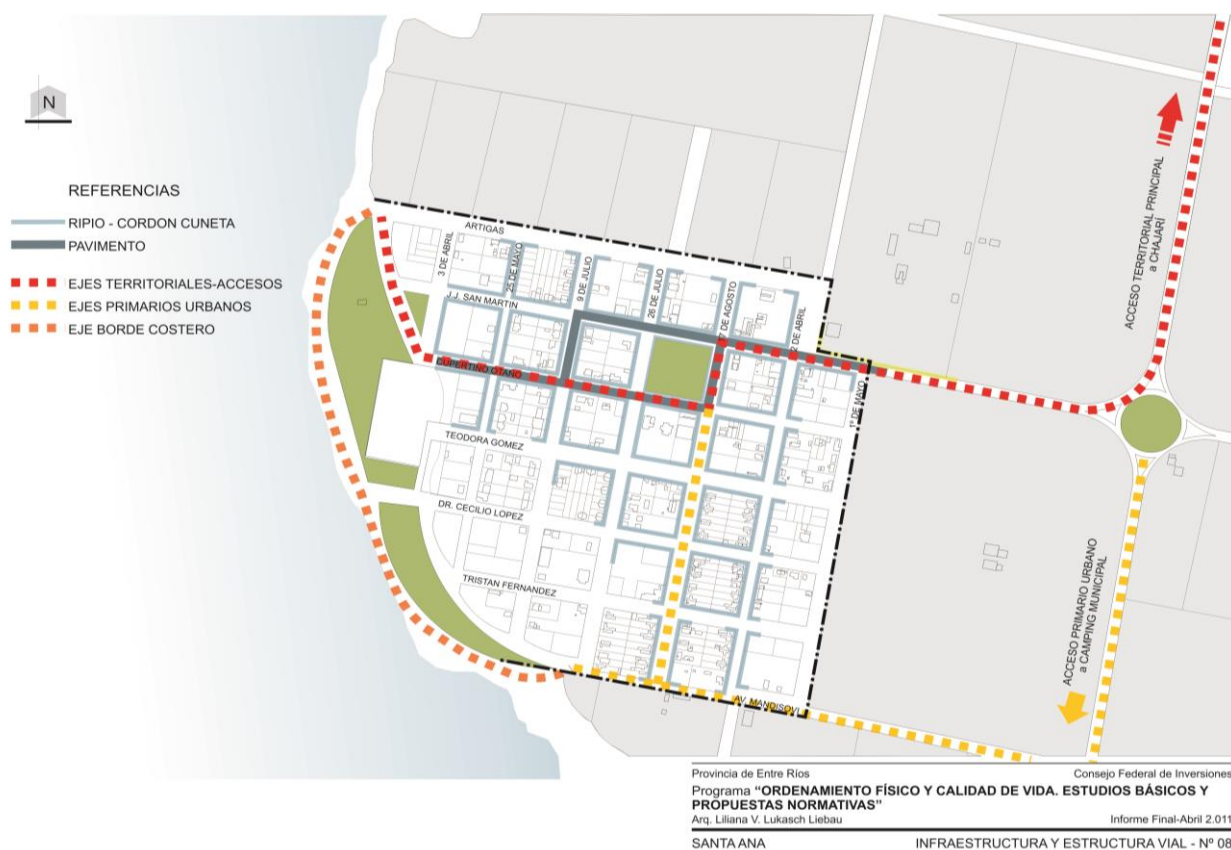 N
REFERENCIAS
RIPIO - CORDON CUNETA
PAVIMENTO
EJES TERRITORIALES-ACCESOS
EJES PRIMARIOS URBANOS
EJE BORDE COSTERO
ARTIGAS
3 DE ABRIL
25 DE MAYO
9 DE JULIO
26 DE JULIO
17 DE AGOSTO
2 DE ABRIL
1º DE MAYO
J.J. SAN MARTIN
DUPERTINO OTAÑO
TEODORA GOMEZ
DR. CECILIO LOPEZ
TRISTAN FERNANDEZ
AV. MANDISOVI
ACCESO TERRITORIAL PRINCIPAL
a CHAJARÍ
ACCESO PRIMARIO URBANO
a CAMPING MUNICIPAL
Provincia de Entre Ríos Consejo Federal de Inversiones
Programa “ORDENAMIENTO FÍSICO Y CALIDAD DE VIDA. ESTUDIOS BÁSICOS Y
PROPUESTAS NORMATIVAS”
Arq. Liliana V. Lukasch Liebau Informe Final-Abril 2.011
SANTA ANA INFRAESTRUCTURA Y ESTRUCTURA VIAL - Nº 08